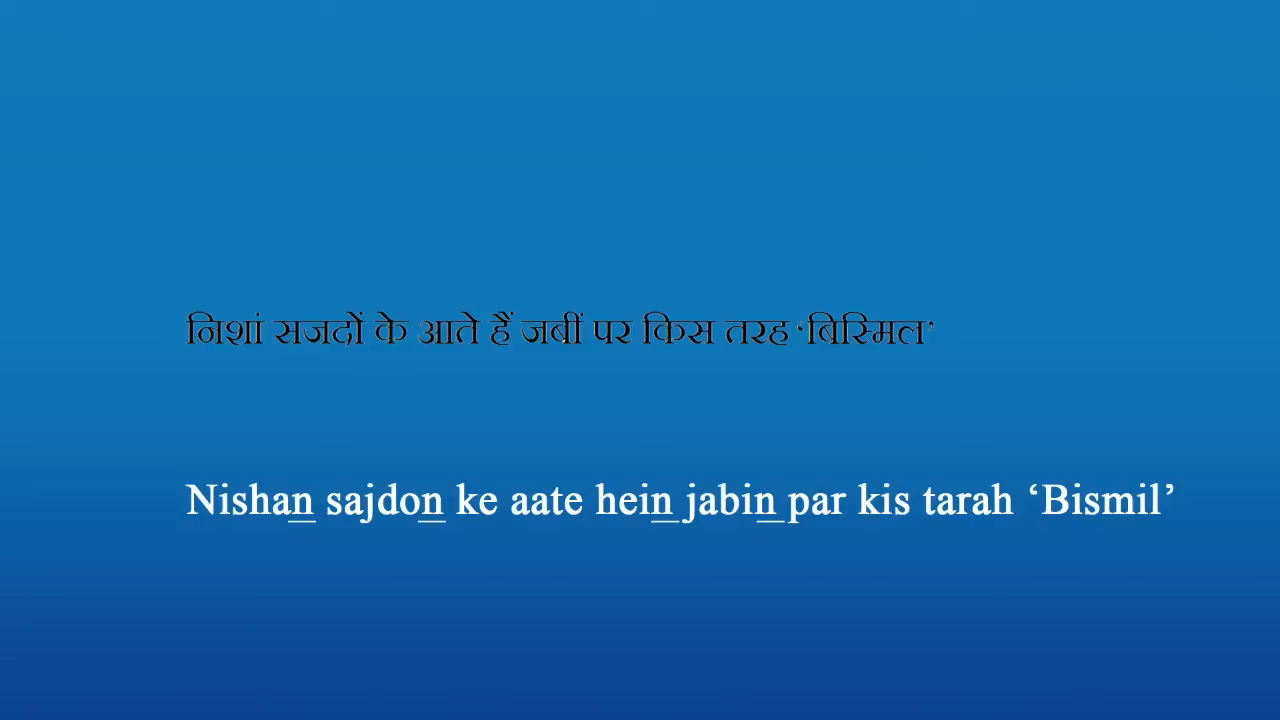 निशां सजदों के आते हैं जबीं पर किस तरह ‘बिस्मिल’
Nishan sajdon ke aate hein jabin par kis tarah ‘Bismil’